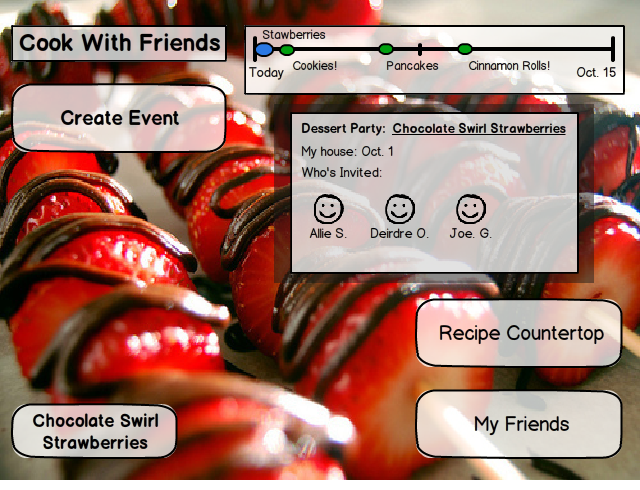 Cook With Friends
Stawberries
Cookies!
Pancakes
Cinnamon Rolls!
Today
Oct. 15
Create Event
Dessert Party: Chocolate Swirl Strawberries
My house: Oct. 1
Who's Invited:
Allie S.
Deirdre O.
Joe. G.
Recipe Countertop
My Friends
Chocolate Swirl
Strawberries